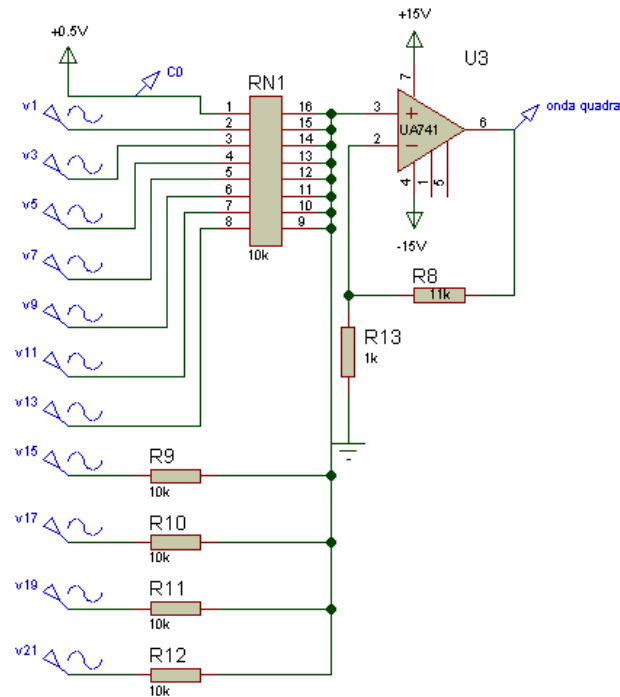 +0.5V
C0
v1
v3
v5
v7
v9
v11
v13
v15
v17
v19
v21
RN1
1 16
2 15
3 14
4 13
5 12
6 11
7 10
8 9
10k
+15V
U3
7
3
2
UA741
6
onda quadra
4
1
5
-15V
R8
11k
R13
1k
R9
10k
R10
10k
R11
10k
R12
10k